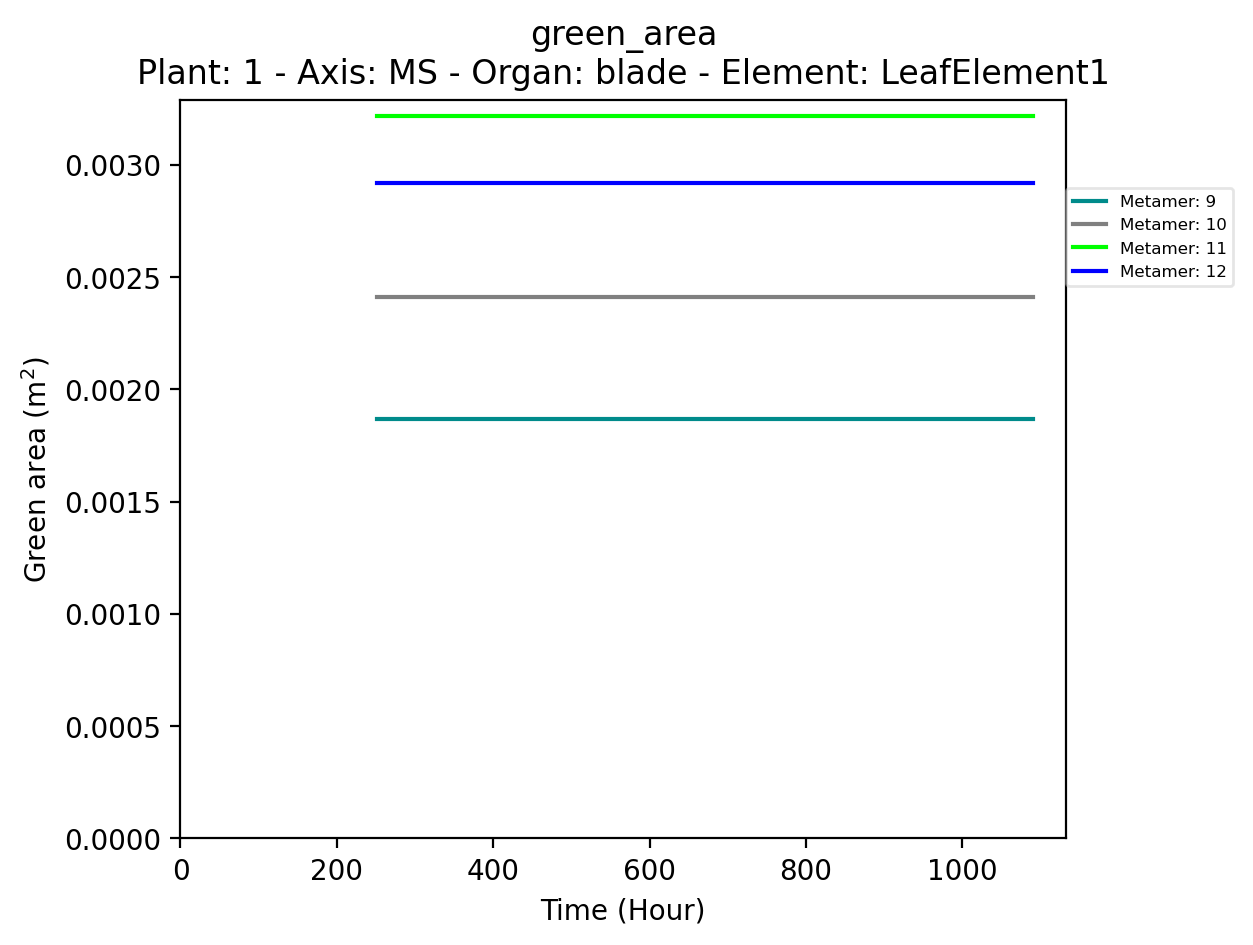 green_area
Plant: 1 - Axis: MS - Organ: blade - Element: LeafElement1
0.0030
0.0025
0.0020
0.0015
0.0010
0.0005
0.0000
Green area (m²)
0 200 400 600 800 1000
Time (Hour)
Metamer: 9
Metamer: 10
Metamer: 11
Metamer: 12